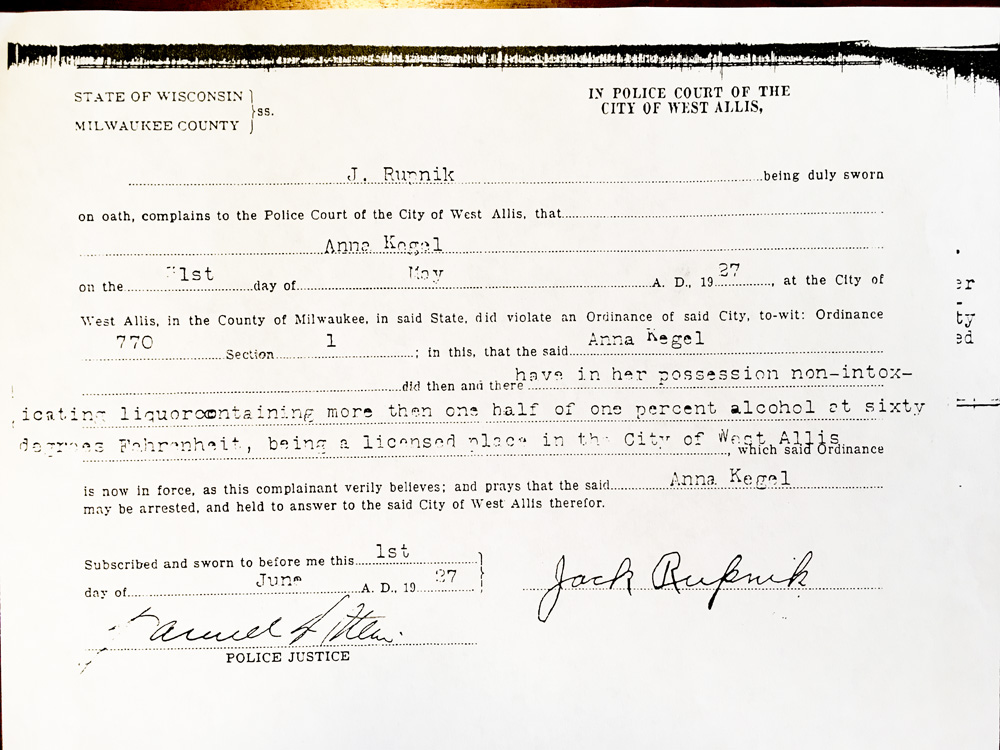 STATE OF WISCONSIN
MILWAUKEE COUNTY
ss.
IN POLICE COURT OF THE
CITY OF WEST ALLIS,
J. Rupnik being duly sworn
on oath, complains to the Police Court of the City of West Allis, that
Anna Kegel
on the 1st day of May A. D., 19 27, at the City of
West Allis, in the County of Milwaukee, in said State, did violate an Ordinance of said City, to-wit: Ordinance
770 Section 1 ; in this, that the said Anna Kegel
did then and there have in her possession non-intox-
icating liquor containing more then one half of one percent alcohol at sixty
degrees Fahrenheit, being a licensed place in the City of West Allis
, which said Ordinance
is now in force, as this complainant verily believes; and prays that the said Anna Kegel
may be arrested, and held to answer to the said City of West Allis therefor.
Subscribed and sworn to before me this 1st
day of June A. D., 19 27
Jack Rupnik
Samuel
POLICE JUSTICE
er
ty
ed